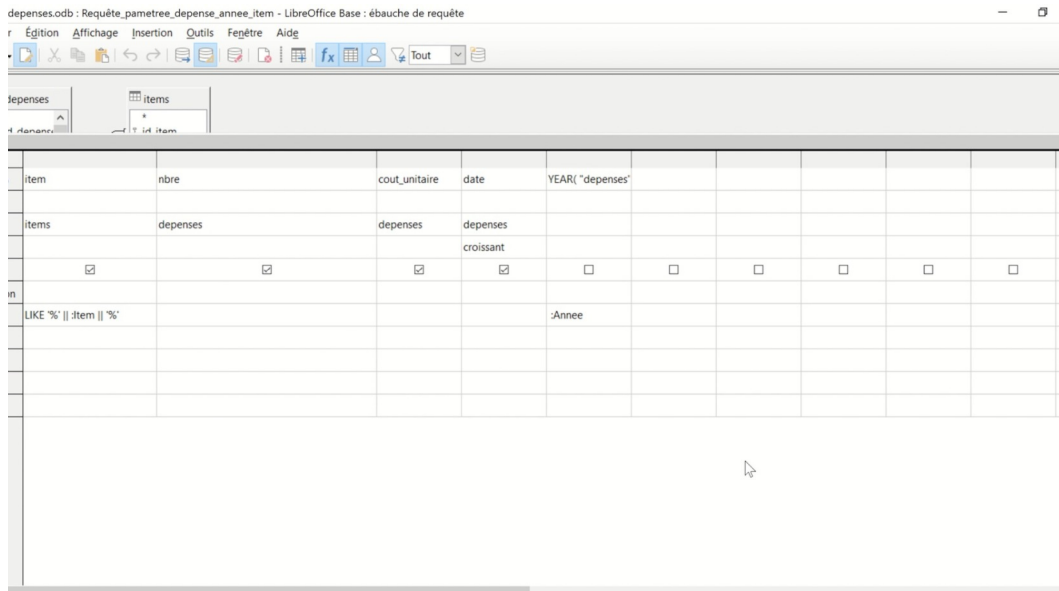 depenses.odb : Requête_pametree_depense_annee_item - LibreOffice Base : ébauche de requête
Édition Affichage Insertion Outils Fenêtre Aide
Tout
depenses
items
*
id_item
item nbre cout_unitaire date YEAR( "depenses"
items depenses depenses depenses
croissant
LIKE '%' || :Item || '%' :Annee